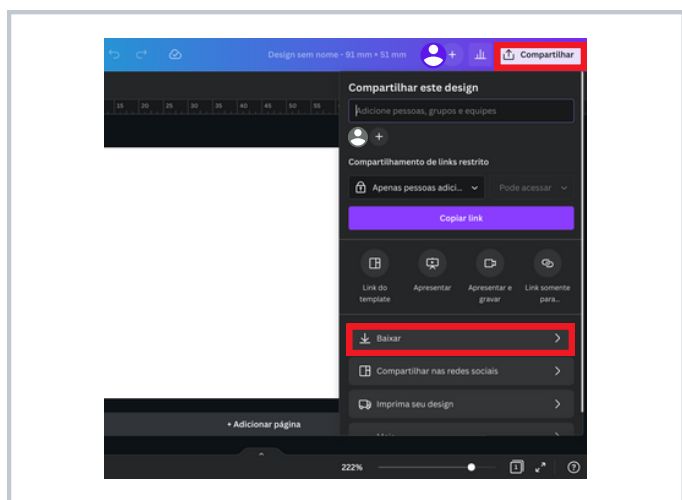 Design sem nome - 91 mm × 51 mm
+
Compartilhar
15 20 25 30 35 40 45 50 55
Compartilhar este design
Adicione pessoas, grupos e equipes
+
Compartilhamento de links restrito
Apenas pessoas adici...
Pode acessar
Copiar link
Link do template
Apresentar
Apresentar e gravar
Link somente para...
Baixar
Compartilhar nas redes sociais
Imprima seu design
+ Adicionar página
222%
1
?